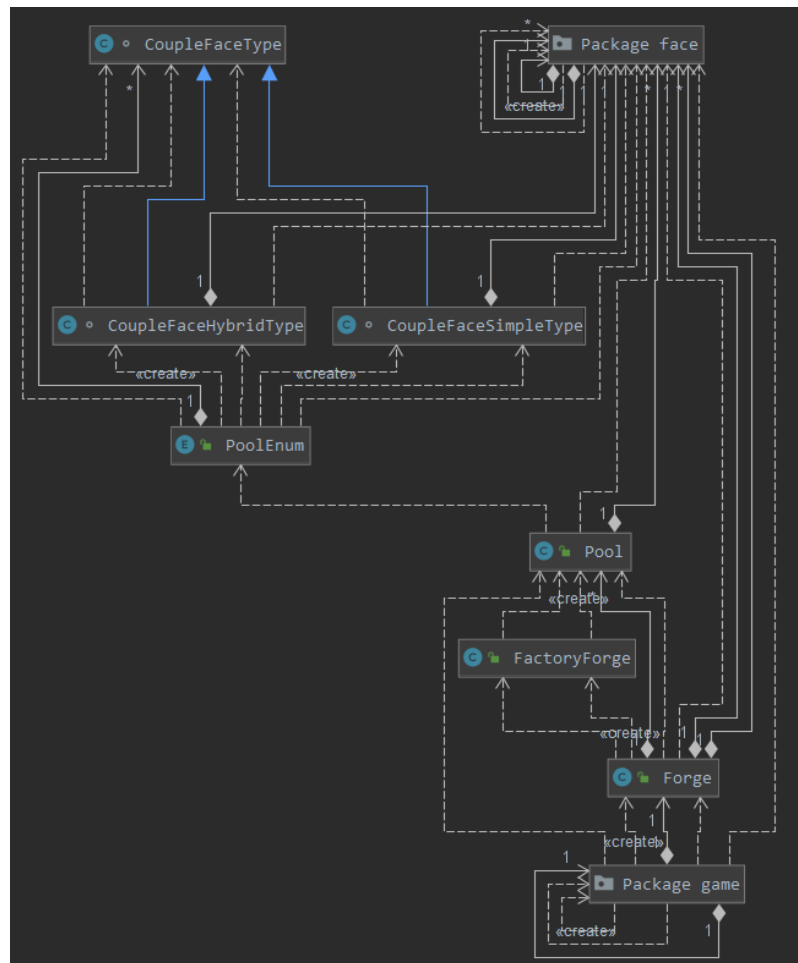 CoupleFaceType
Package face
*
1
1
«create»
*
1
*
*
1
1
CoupleFaceHybridType
CoupleFaceSimpleType
«create»
«create»
1
PoolEnum
1
Pool
«create»
FactoryForge
«create»
1
1
Forge
1
«create»
1
Package game
«create»
1